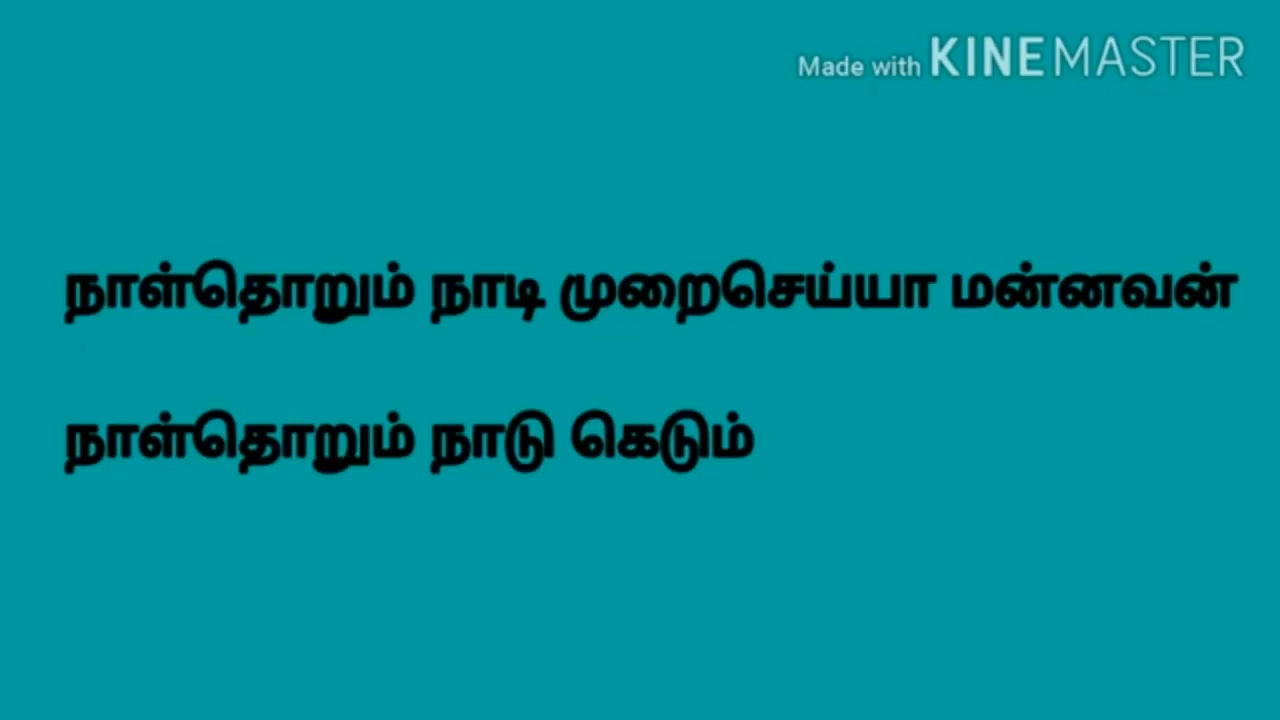 Made with KINEMASTER
நாள்தொறும் நாடி முறைசெய்யா மன்னவன்
நாள்தொறும் நாடு கெடும்